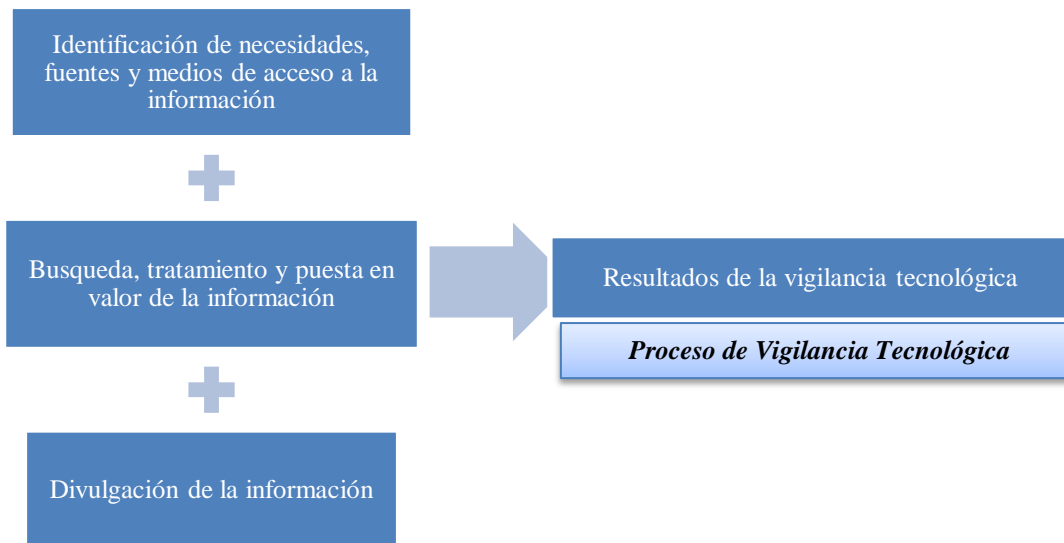 Identificación de necesidades,
fuentes y medios de acceso a la
información
Busqueda, tratamiento y puesta en
valor de la información
Divulgación de la información
Resultados de la vigilancia tecnológica
Proceso de Vigilancia Tecnológica